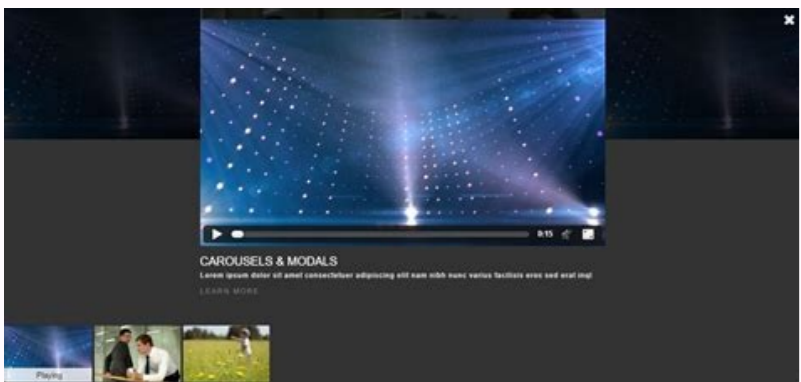 0:15
CAROUSELS & MODALS
Lorem ipsum dolor sit amet consectetuer adipiscing elit nam nibh nunc varius facilisis eros sed erat inq!
LEARN MORE
Playing